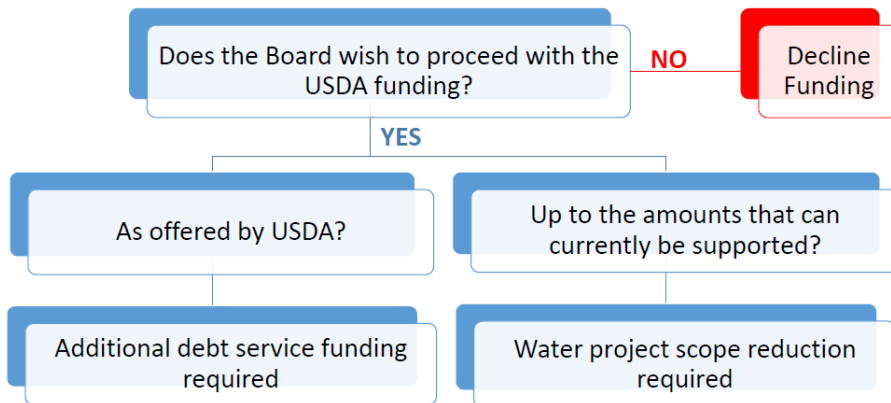 Does the Board wish to proceed with the
USDA funding?
NO
Decline
Funding
YES
As offered by USDA?
Up to the amounts that can
currently be supported?
Additional debt service funding
required
Water project scope reduction
required